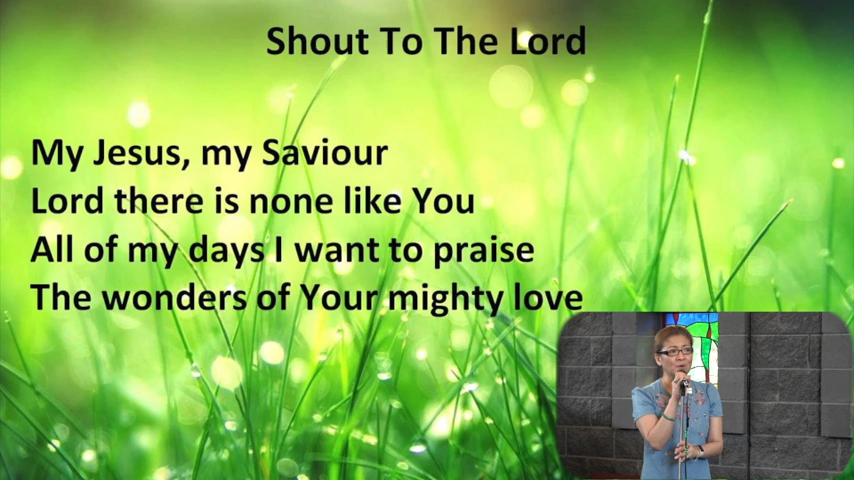 Shout To The Lord
My Jesus, my Saviour
Lord there is none like You
All of my days I want to praise
The wonders of Your mighty love